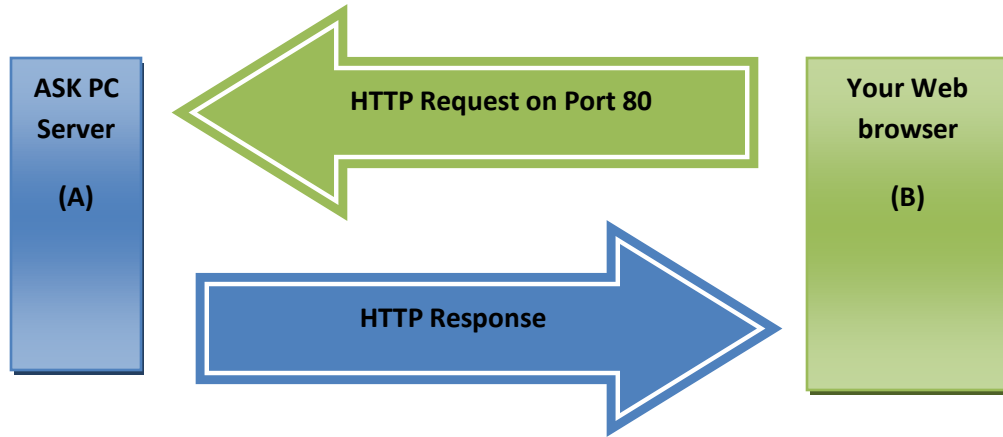 ASK PC
Server
(A)
HTTP Request on Port 80
HTTP Response
Your Web
browser
(B)